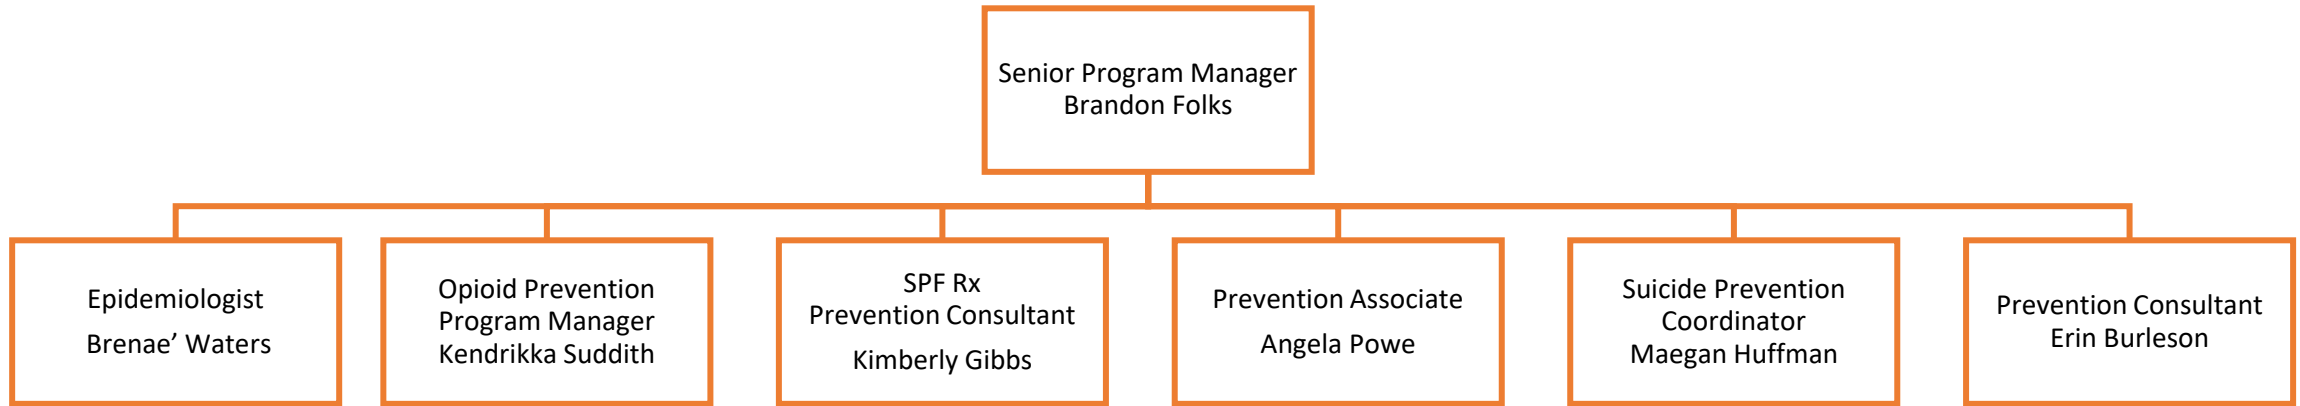 Senior Program Manager
Brandon Folks
Epidemiologist
Brenae’ Waters
Opioid Prevention
Program Manager
Kendrikka Suddith
SPF Rx
Prevention Consultant
Kimberly Gibbs
Prevention Associate
Angela Powe
Suicide Prevention
Coordinator
Maegan Huffman
Prevention Consultant
Erin Burleson